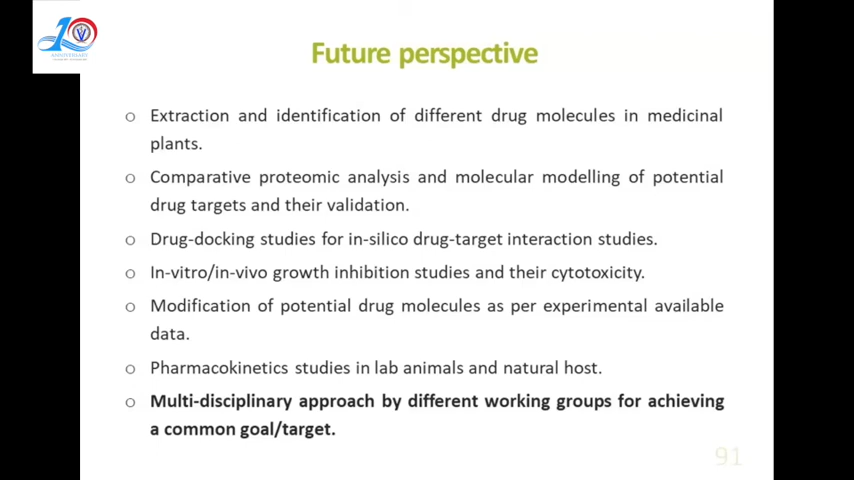 10
ANNIVERSARY
Future perspective
o Extraction and identification of different drug molecules in medicinal
plants.
o Comparative proteomic analysis and molecular modelling of potential
drug targets and their validation.
o Drug-docking studies for in-silico drug-target interaction studies.
o In-vitro/in-vivo growth inhibition studies and their cytotoxicity.
o Modification of potential drug molecules as per experimental available
data.
o Pharmacokinetics studies in lab animals and natural host.
o Multi-disciplinary approach by different working groups for achieving
a common goal/target.
91